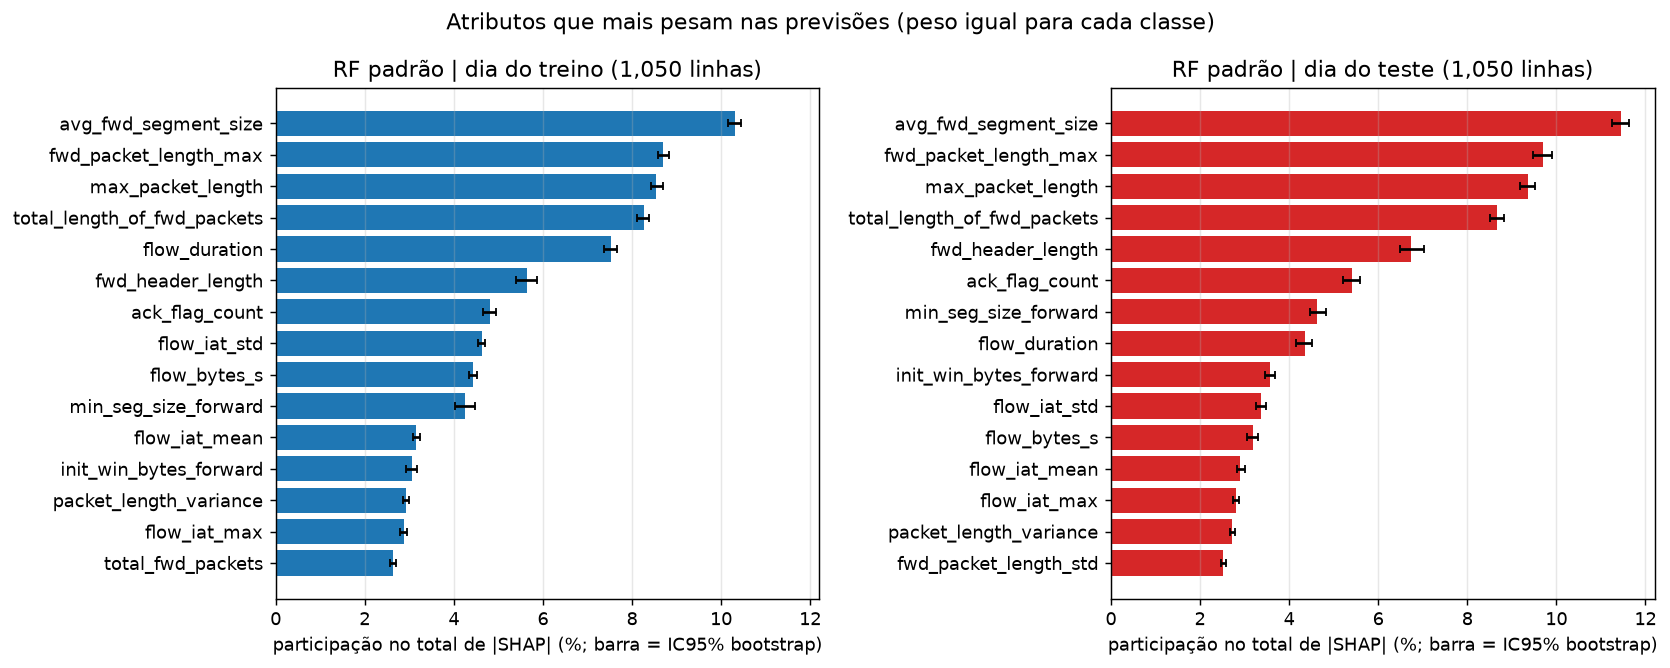 Atributos que mais pesam nas previsões (peso igual para cada classe)
RF padrão | dia do treino (1,050 linhas)
avg_fwd_segment_size
fwd_packet_length_max
max_packet_length
total_length_of_fwd_packets
flow_duration
fwd_header_length
ack_flag_count
flow_iat_std
flow_bytes_s
min_seg_size_forward
flow_iat_mean
init_win_bytes_forward
packet_length_variance
flow_iat_max
total_fwd_packets
0 2 4 6 8 10 12
participação no total de |SHAP| (%; barra = IC95% bootstrap)
RF padrão | dia do teste (1,050 linhas)
avg_fwd_segment_size
fwd_packet_length_max
max_packet_length
total_length_of_fwd_packets
fwd_header_length
ack_flag_count
min_seg_size_forward
flow_duration
init_win_bytes_forward
flow_iat_std
flow_bytes_s
flow_iat_mean
flow_iat_max
packet_length_variance
fwd_packet_length_std
0 2 4 6 8 10 12
participação no total de |SHAP| (%; barra = IC95% bootstrap)